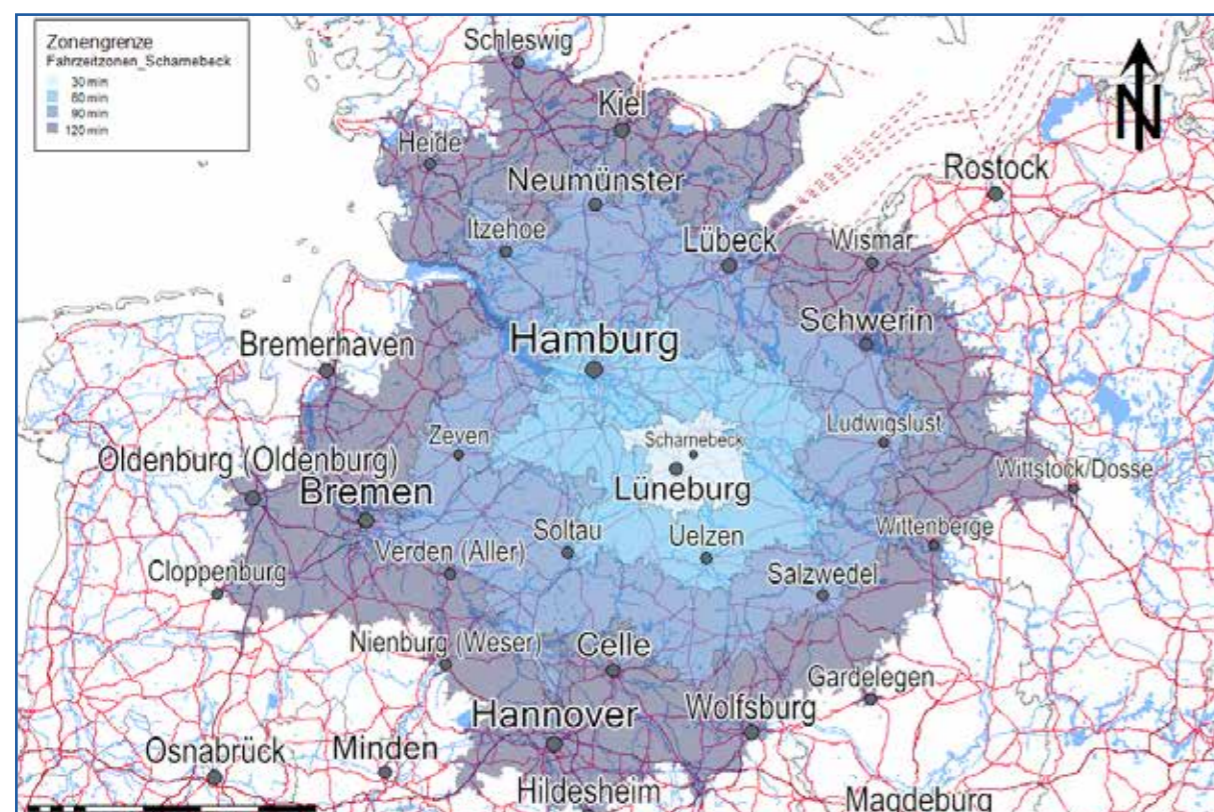 Zonengrenze
Fahrzeitzonen_Scharnebeck
30 min
60 min
90 min
120 min
Schleswig
N
Kiel
Heide
Rostock
Neumünster
Itzehoe
Lübeck
Wismar
Schwerin
Hamburg
Bremerhaven
Zeven
Scharnebeck
Ludwigslust
Oldenburg (Oldenburg)
Wittstock/Dosse
Bremen
Lüneburg
Soltau
Uelzen
Wittenberge
Verden (Aller)
Cloppenburg
Salzwedel
Nienburg (Weser)
Celle
Gardelegen
Hannover
Wolfsburg
Osnabrück
Minden
Hildesheim
Magdeburg